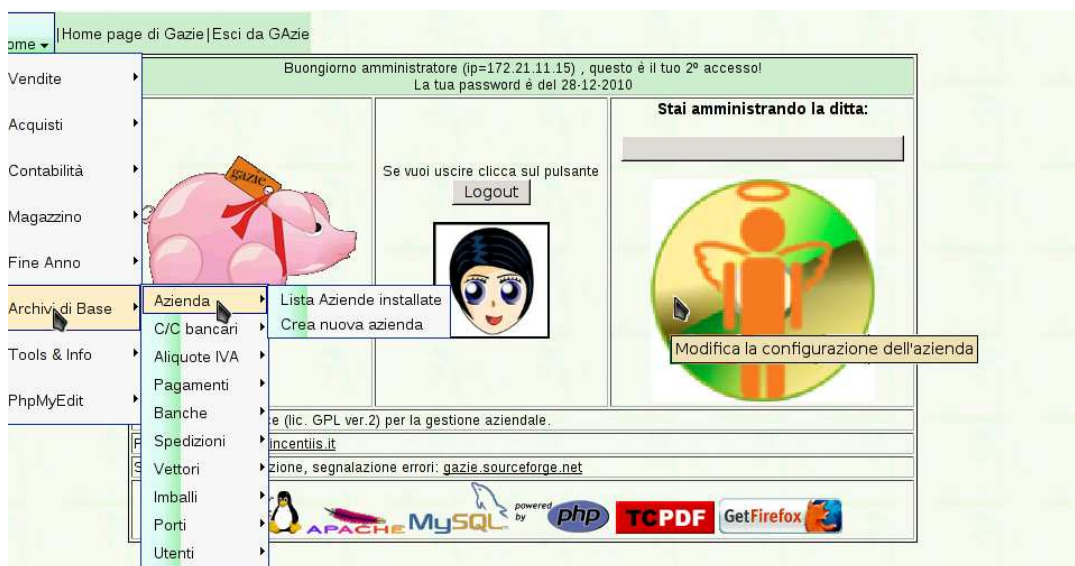 ome
|Home page di Gazie|Esci da GAzie
Buongiorno amministratore (ip=172.21.11.15) , questo è il tuo 2° accesso!
La tua password é del 28-12-2010
Vendite
Acquisti
Contabilità
Magazzino
Fine Anno
Archivi di Base
Tools & Info
PhpMyEdit
gazie
Se vuoi uscire clicca sul pulsante
Logout
Stai amministrando la ditta:
Azienda
C/C bancari
Aliquote IVA
Pagamenti
Banche
Spedizioni
Vettori
Imballi
Porti
Utenti
Lista Aziende installate
Crea nuova azienda
Modifica la configurazione dell'azienda
ce (lic. GPL ver.2) per la gestione aziendale.
incentiis.it
zione, segnalazione errori: gazie.sourceforge.net
APACHE
MySQL
powered by php
TCPDF
GetFirefox